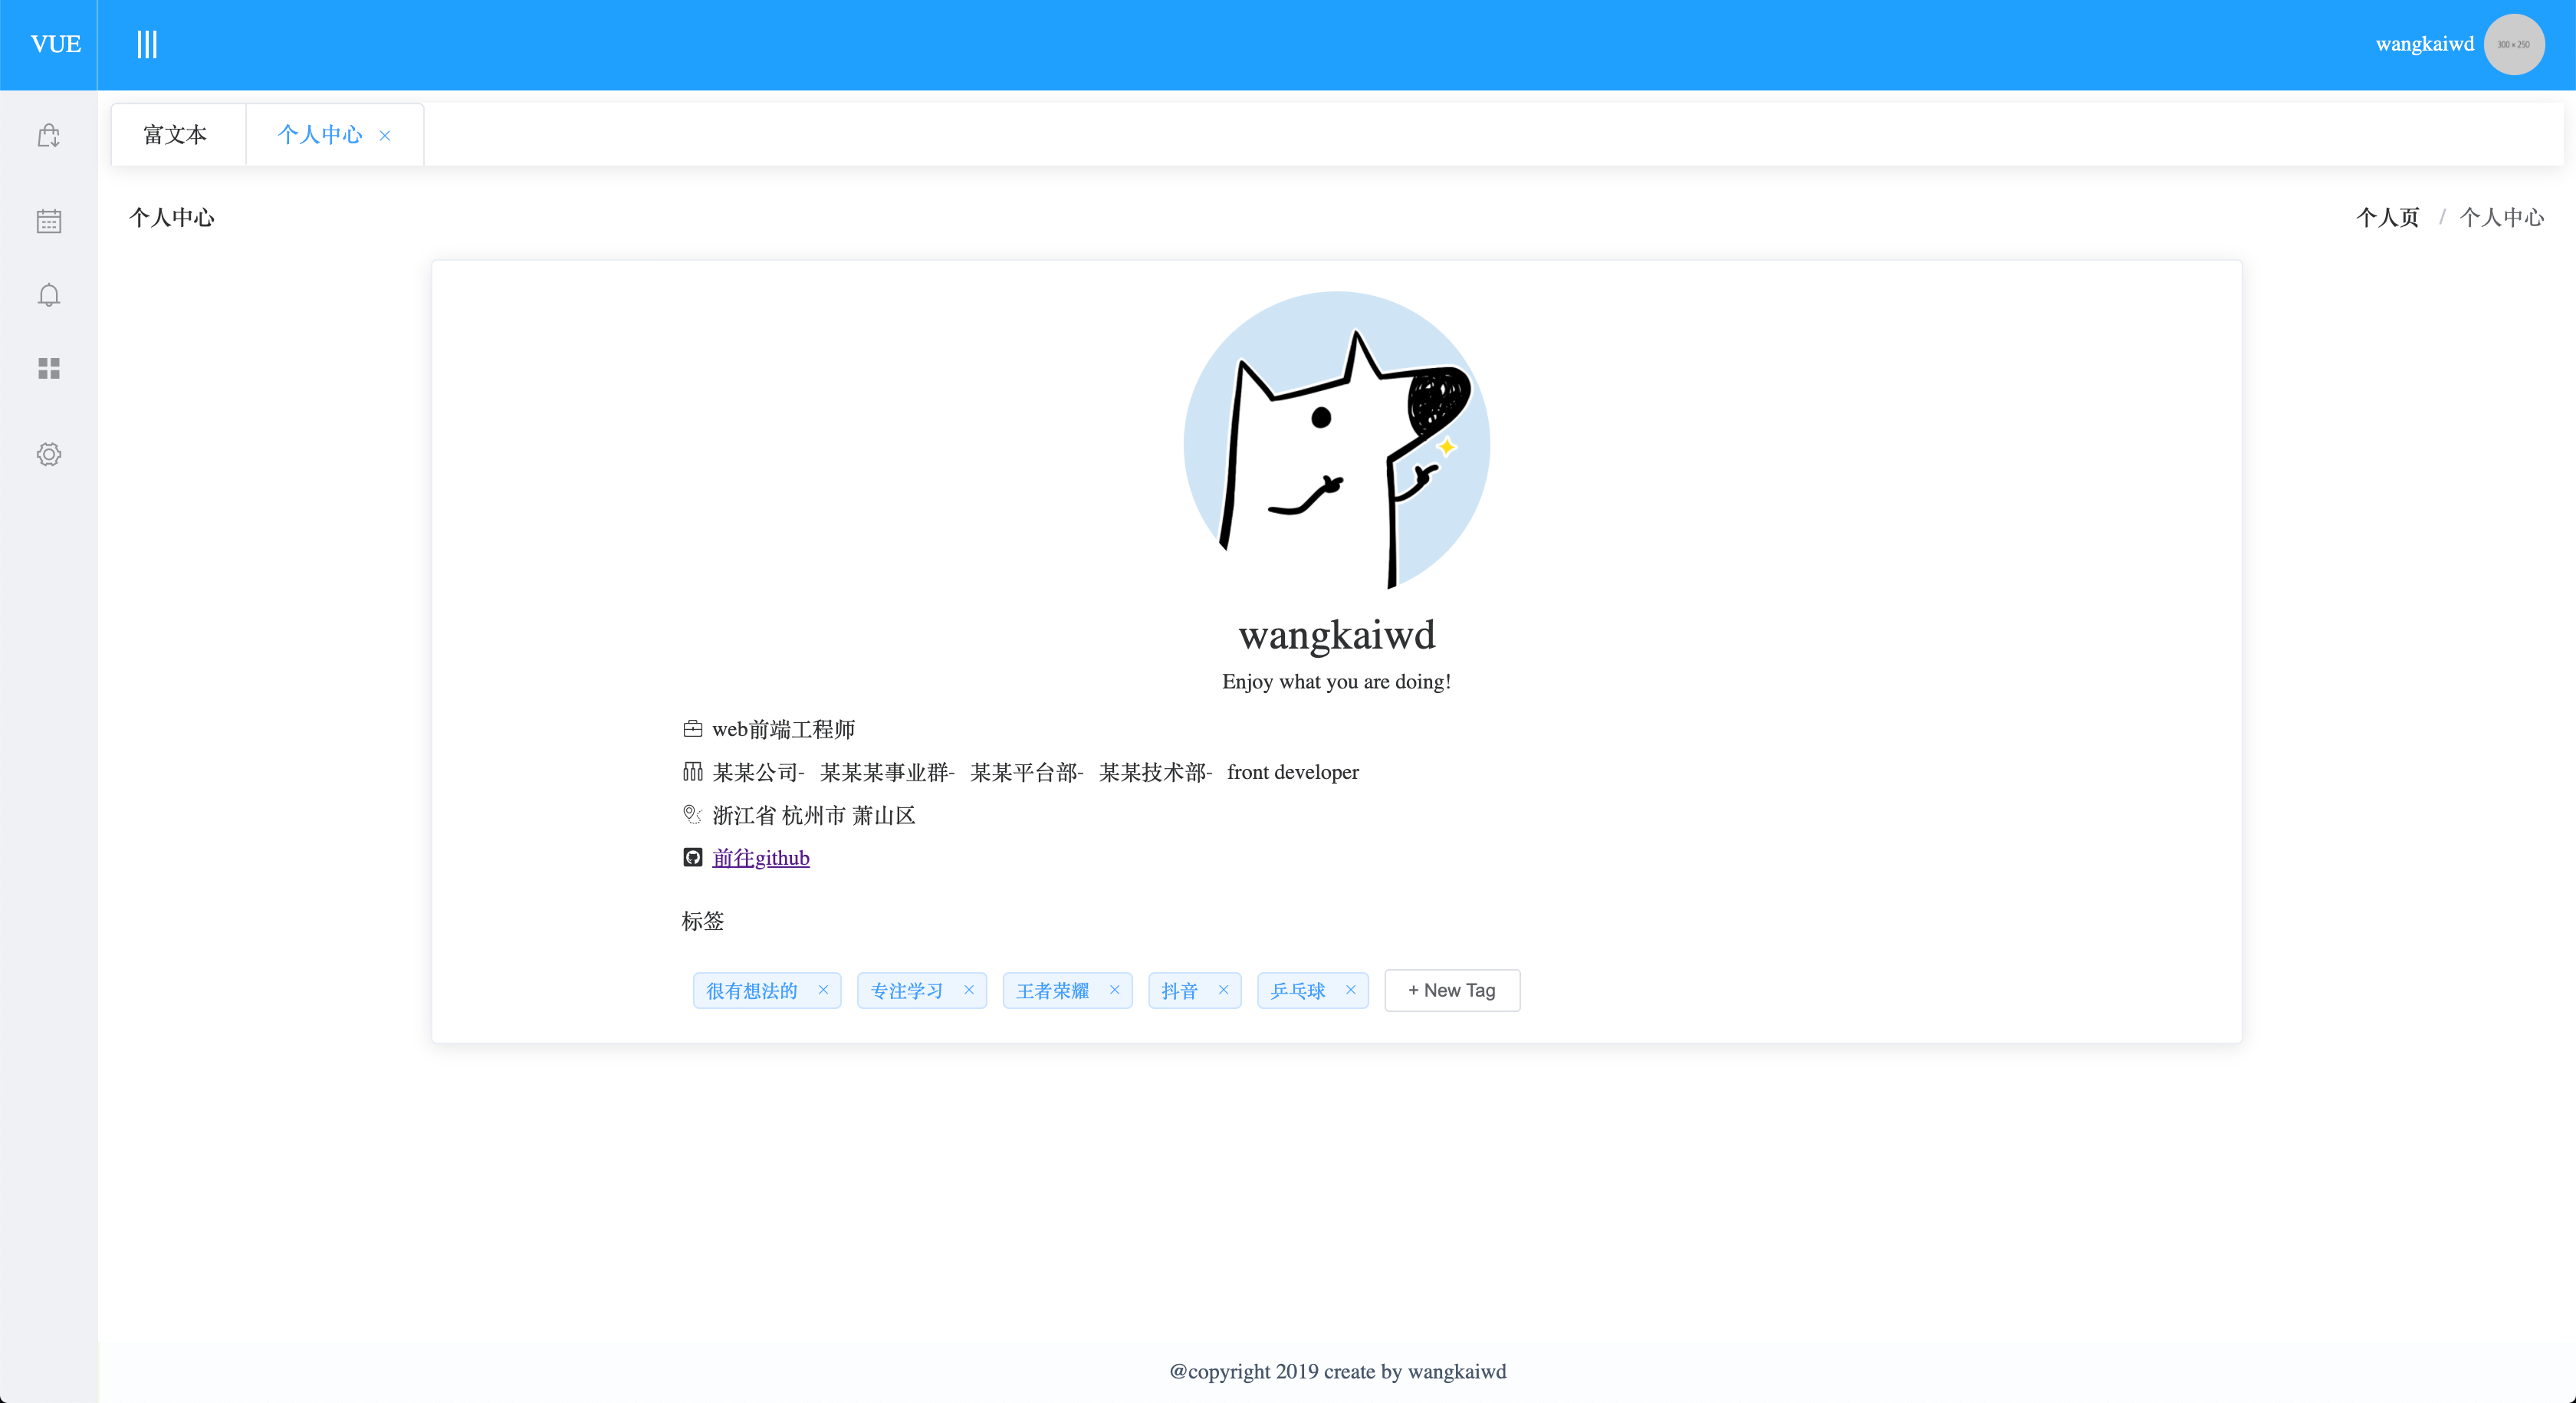 VUE
wangkaiwd
300 × 250
富文本
个人中心
个人中心
个人页 / 个人中心
wangkaiwd
Enjoy what you are doing!
web前端工程师
某某公司- 某某某事业群- 某某平台部- 某某技术部- front developer
浙江省 杭州市 萧山区
前往github
标签
很有想法的 专注学习 王者荣耀 抖音 乒乓球 + New Tag
@copyright 2019 create by wangkaiwd